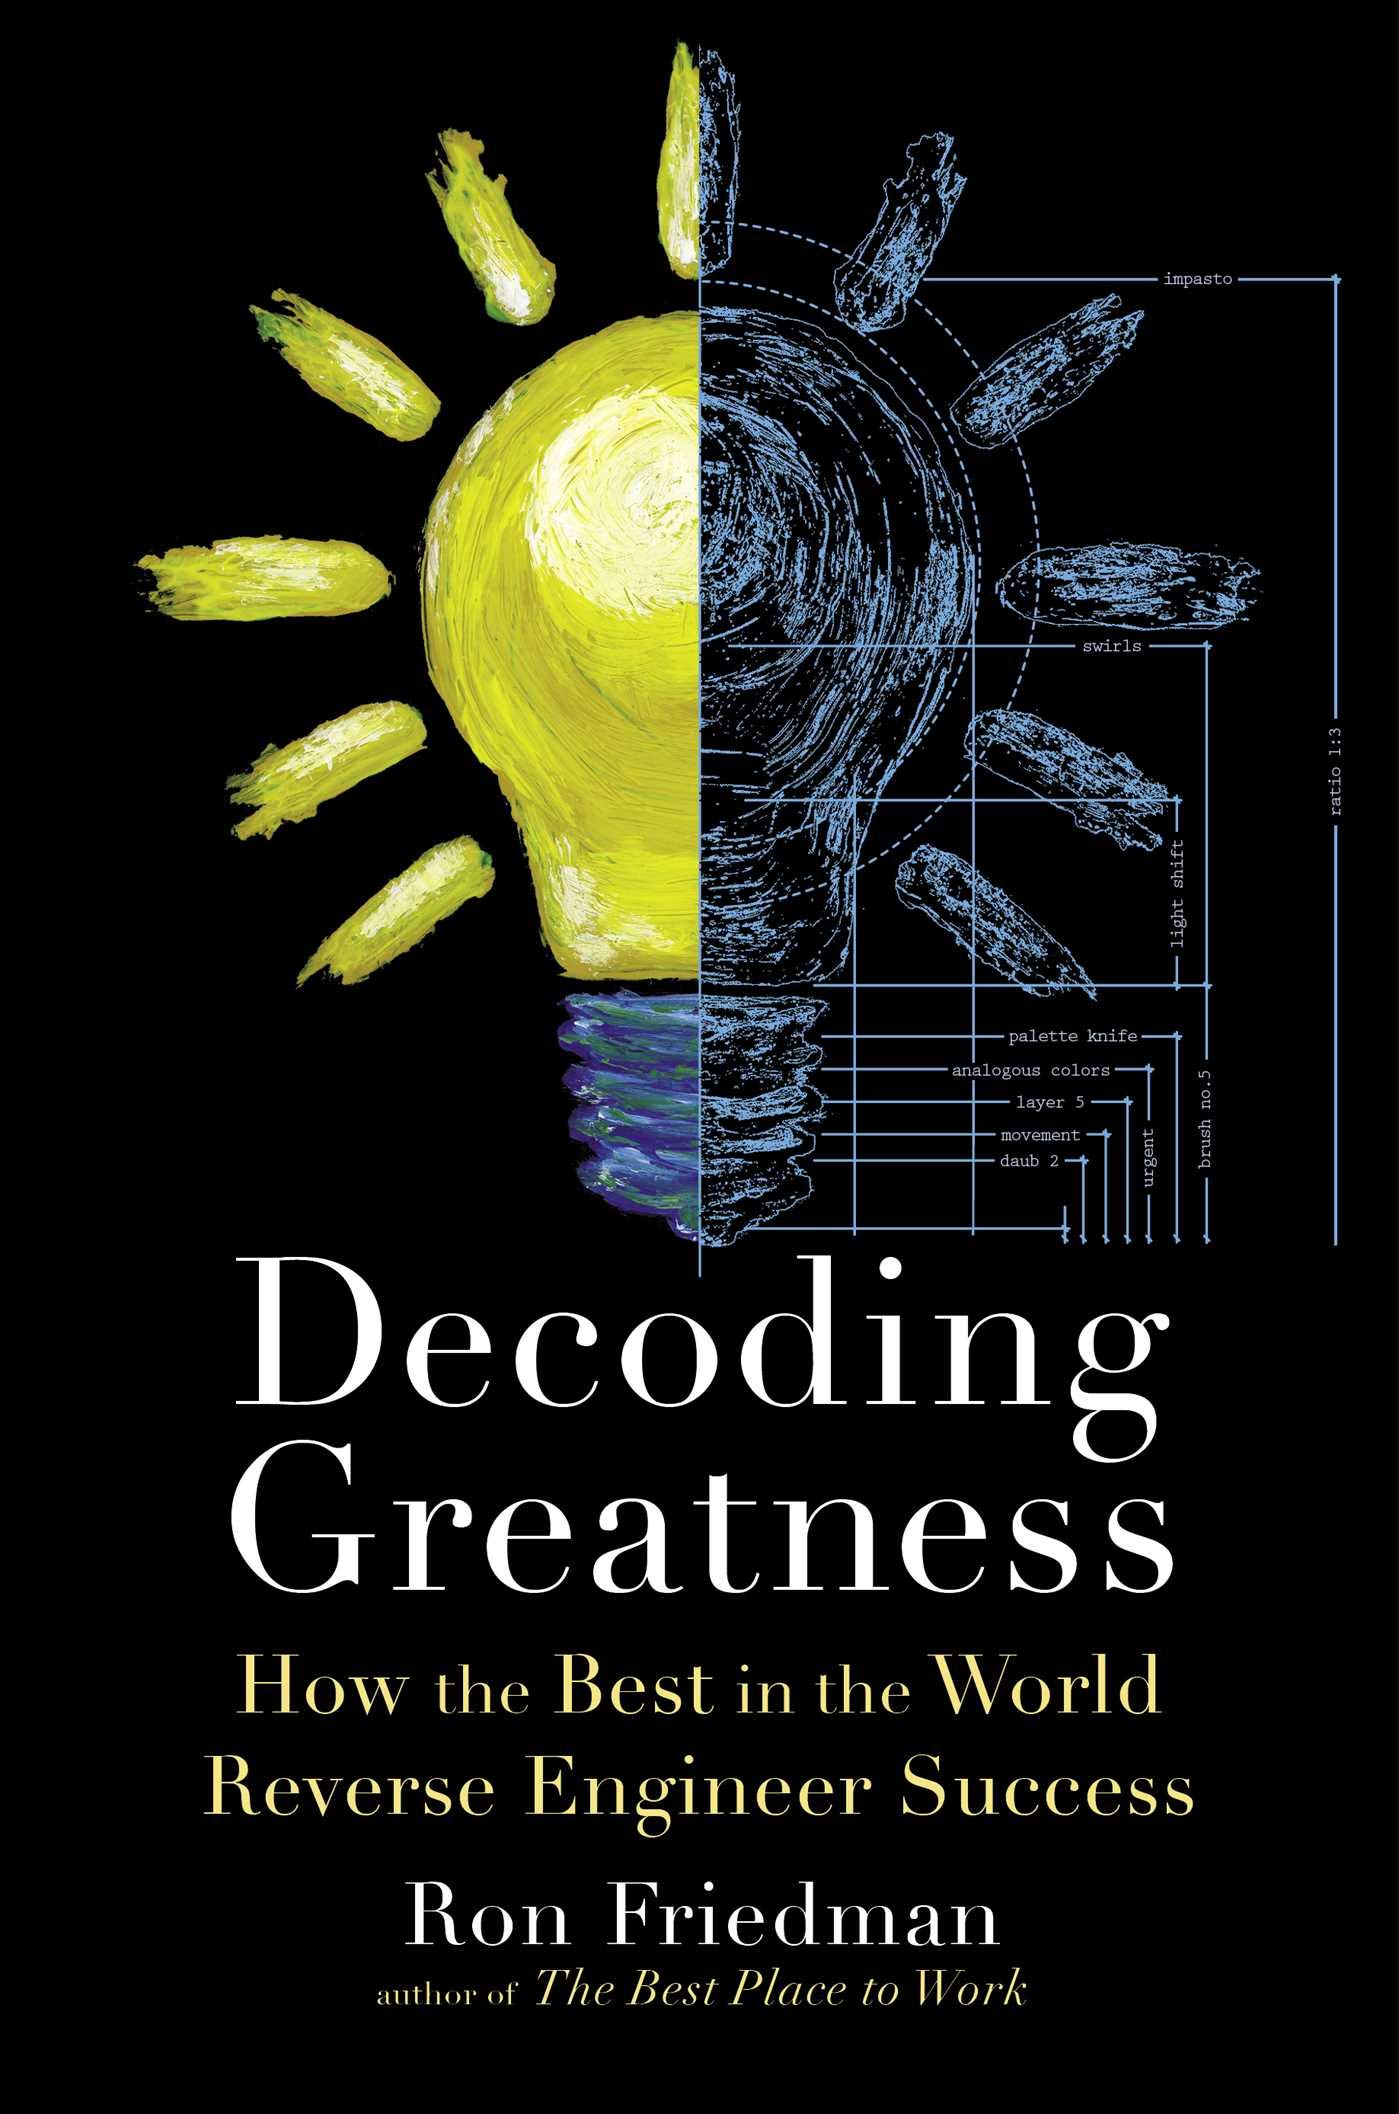 impasto
swirls
ratio 1:3
light shift
palette knife
analogous colors
layer 5
brush no.5
movement
urgent
daub 2
Decoding
Greatness
How the Best in the World
Reverse Engineer Success
Ron Friedman
author of The Best Place to Work